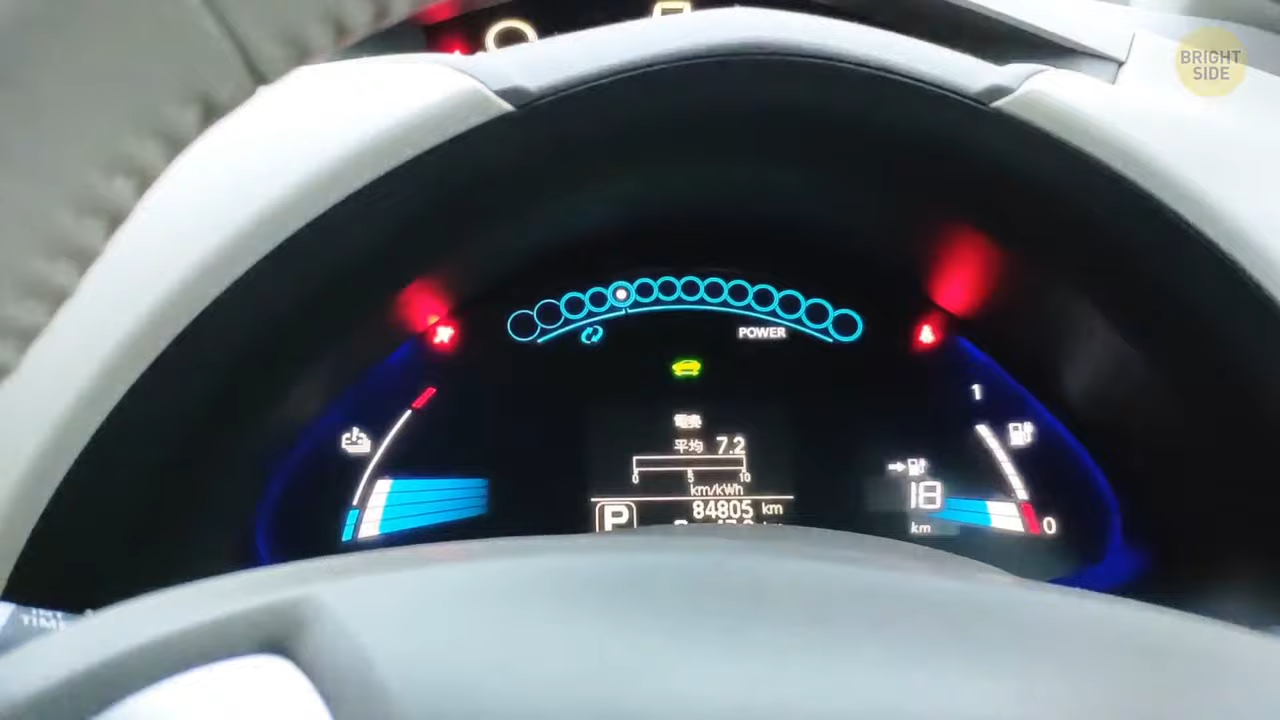 BRIGHT
SIDE
POWER
電費
平均 7.2
0 5 10
km/kWh
P
84805 km
1
18
km
0
TIME